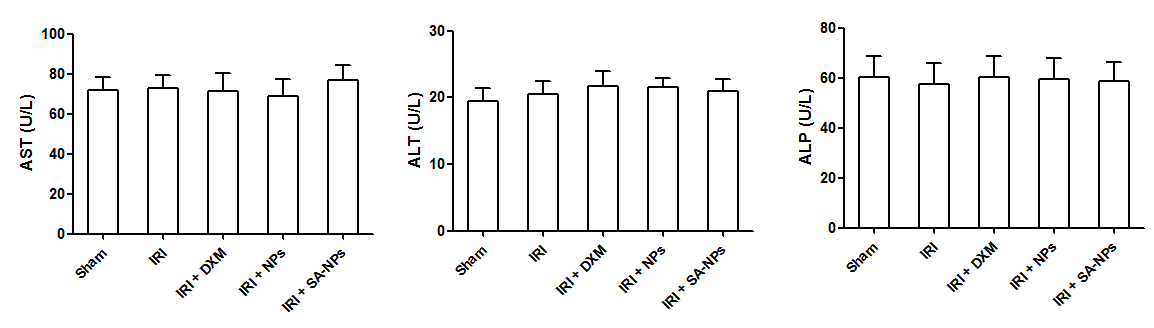 AST (U/L)
100
80
60
40
20
0
Sham
IRI
IRI + DXM
IRI + NPs
IRI + SA-NPs
ALT (U/L)
30
20
10
0
Sham
IRI
IRI + DXM
IRI + NPs
IRI + SA-NPs
ALP (U/L)
80
60
40
20
0
Sham
IRI
IRI + DXM
IRI + NPs
IRI + SA-NPs